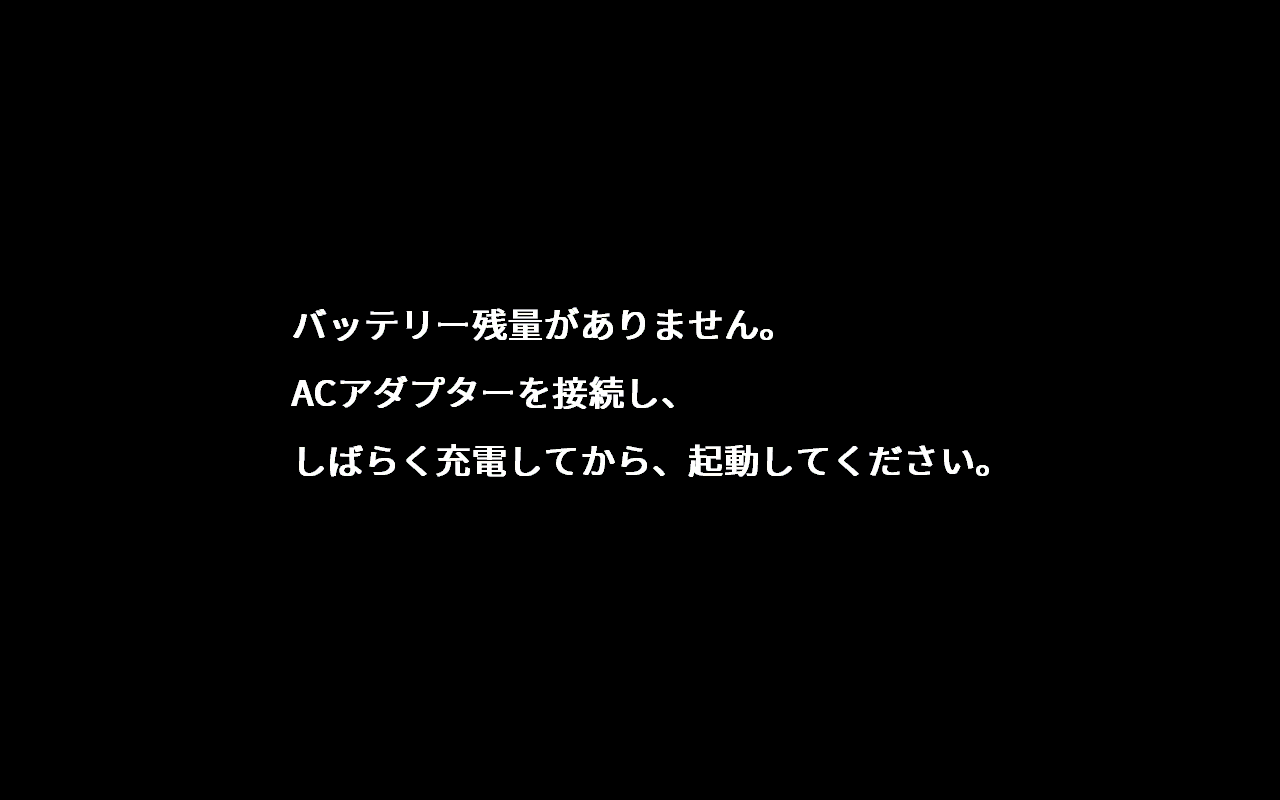 バッテリー残量がありません。
ACアダプターを接続し、
しばらく充電してから、起動してください。